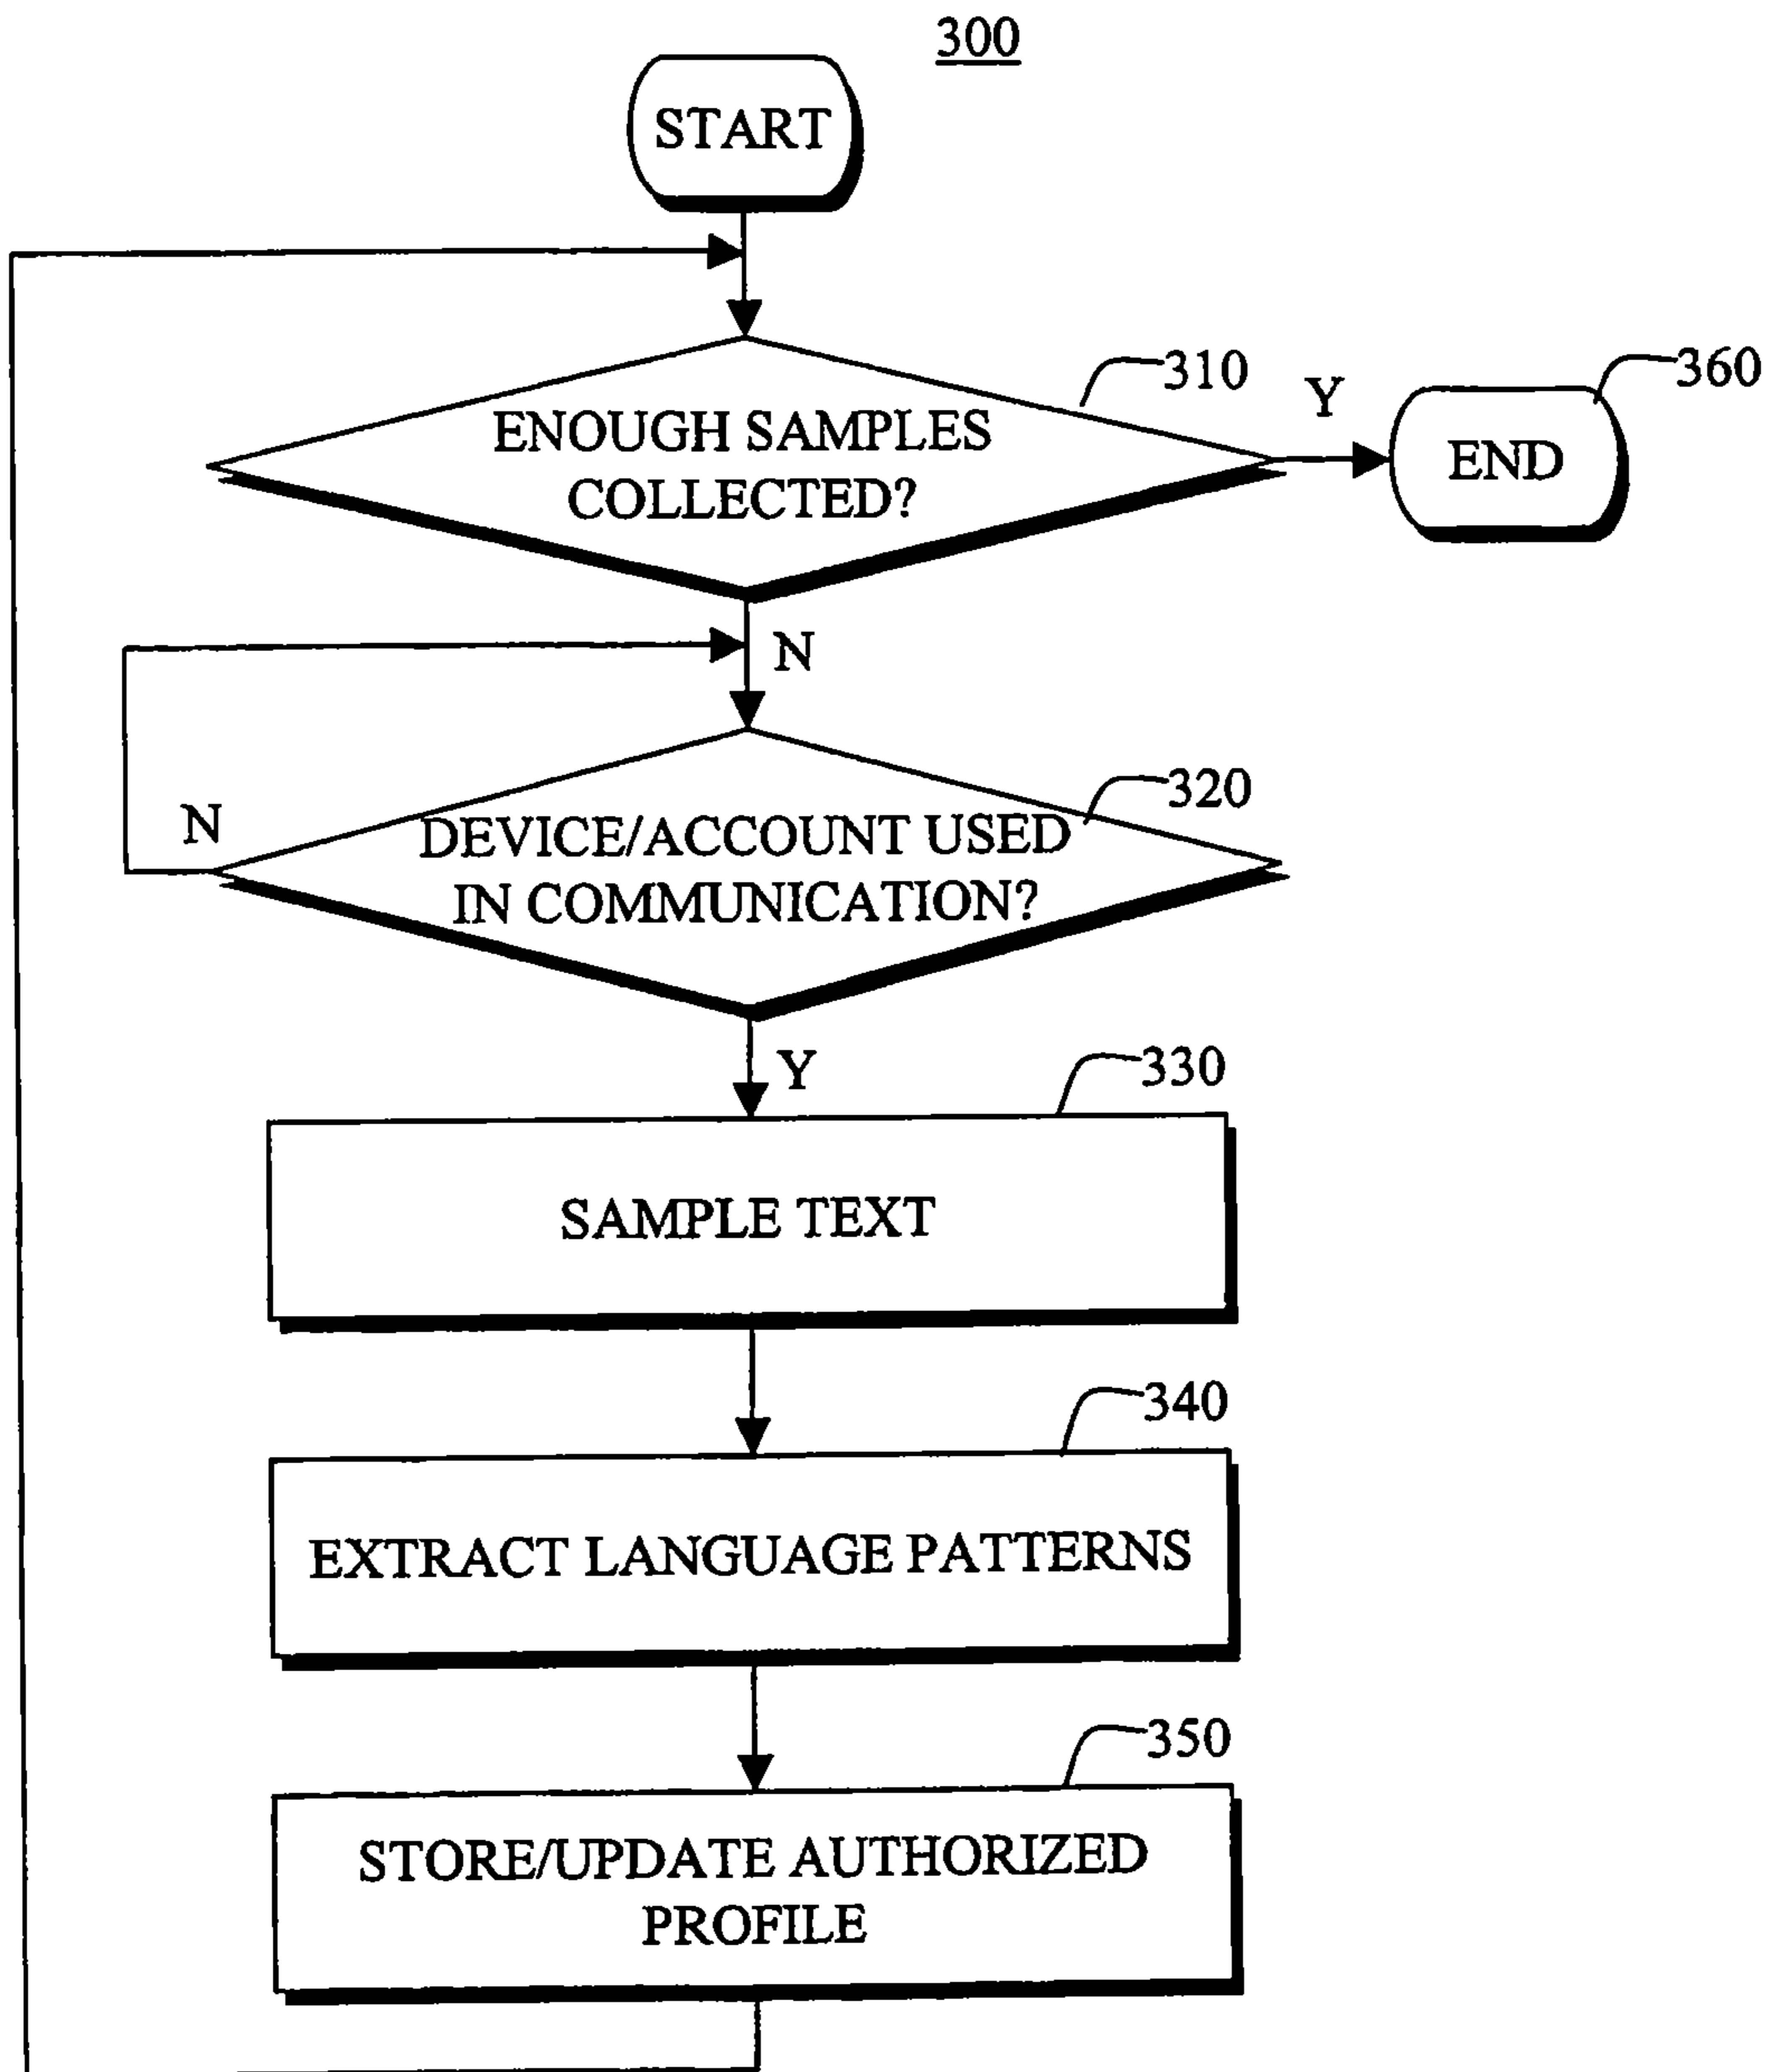 300
START
310
Y
360
ENOUGH SAMPLES
COLLECTED?
END
N
320
N
DEVICE/ACCOUNT USED
IN COMMUNICATION?
Y
330
SAMPLE TEXT
340
EXTRACT LANGUAGE PATTERNS
350
STORE/UPDATE AUTHORIZED
PROFILE